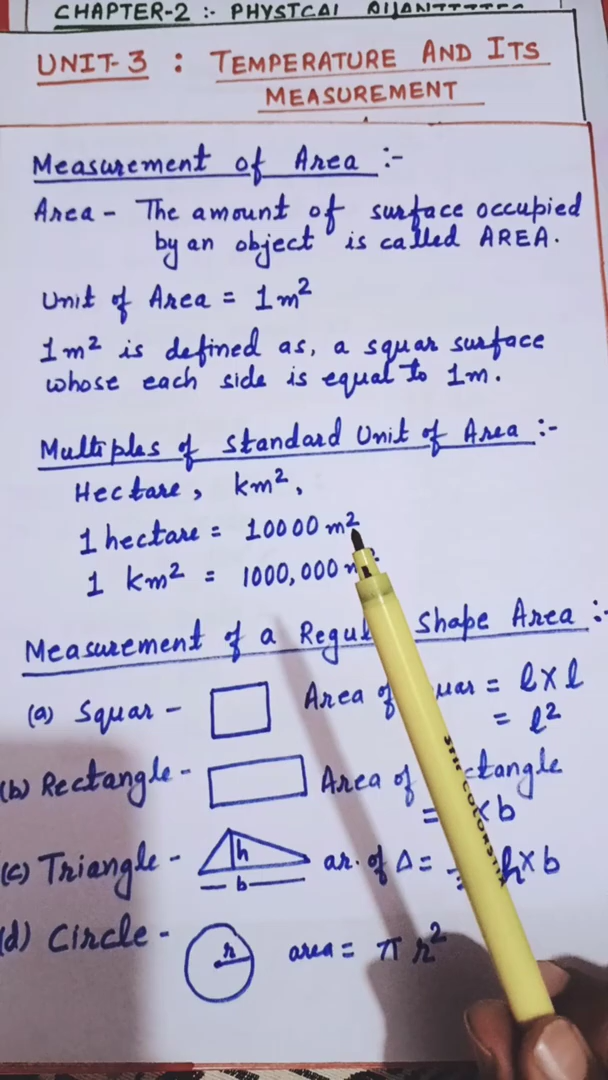 CHAPTER-2 :- PHYSICAL
UNIT-3 : TEMPERATURE AND ITS
MEASUREMENT
Measurement of Area :-
Area - The amount of surface occupied
by an object is called AREA.
Unit of Area = 1m²
1m² is defined as, a squar surface
whose each side is equal to 1m.
Multiples of Standard Unit of Area :-
Hectare, km²,
1 hectare = 10000 m²
1 km² = 1000,000
Measurement of a Regul Shape Area :-
(a) Squar - Area of uar = l×l
= l²
(b) Rectangle - Area of ctangle
= ×b
(c) Triangle - h b ar. of Δ = h×b
(d) Circle - r area = πr²